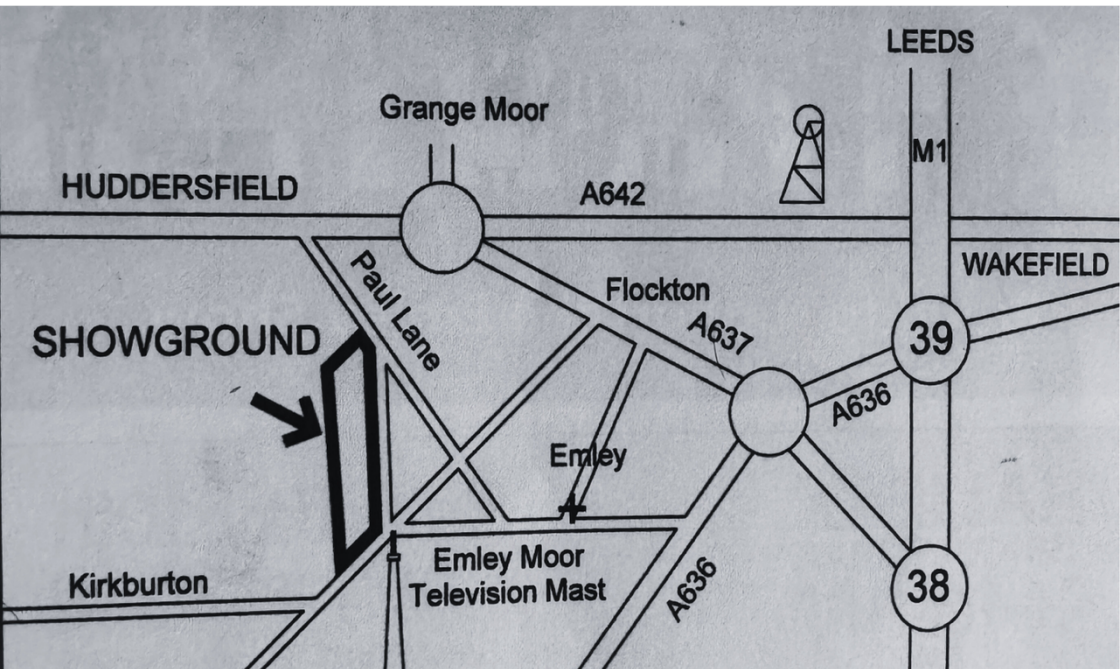 LEEDS
Grange Moor
M1
HUDDERSFIELD
A642
WAKEFIELD
Paul Lane
Flockton
SHOWGROUND
A637
39
A636
Emley
Emley Moor
Television Mast
Kirkburton
A636
38